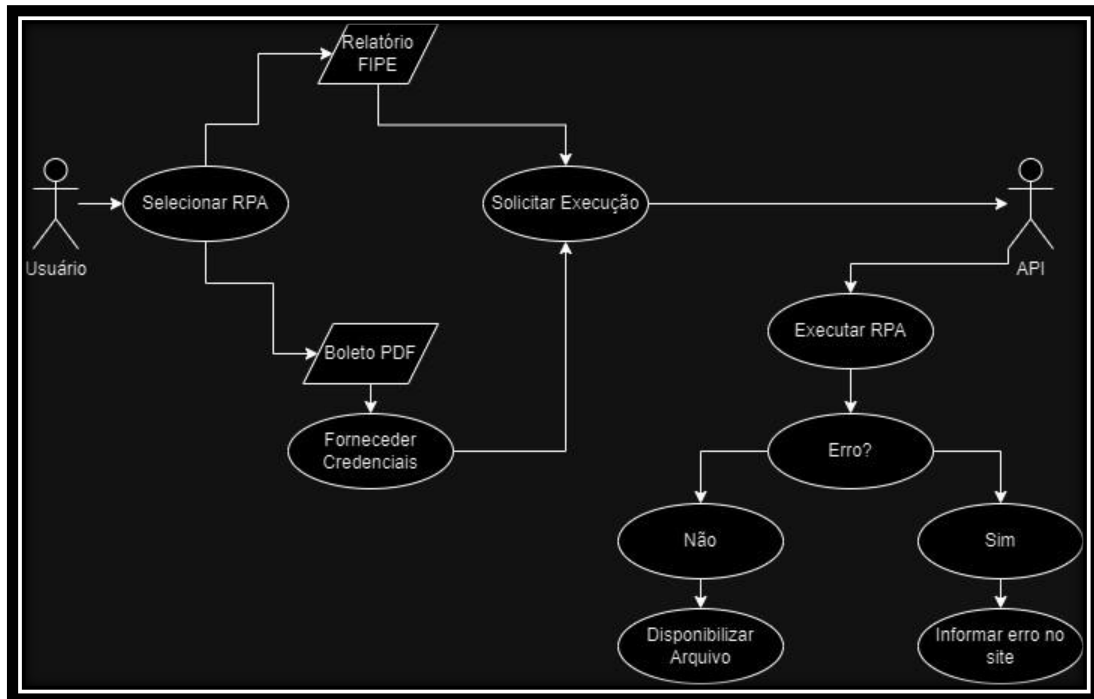 Relatório
FIPE
Selecionar RPA
Solicitar Execução
Usuário
API
Executar RPA
Boleto PDF
Forneceder
Credenciais
Erro?
Não
Sim
Disponibilizar
Arquivo
Informar erro no
site